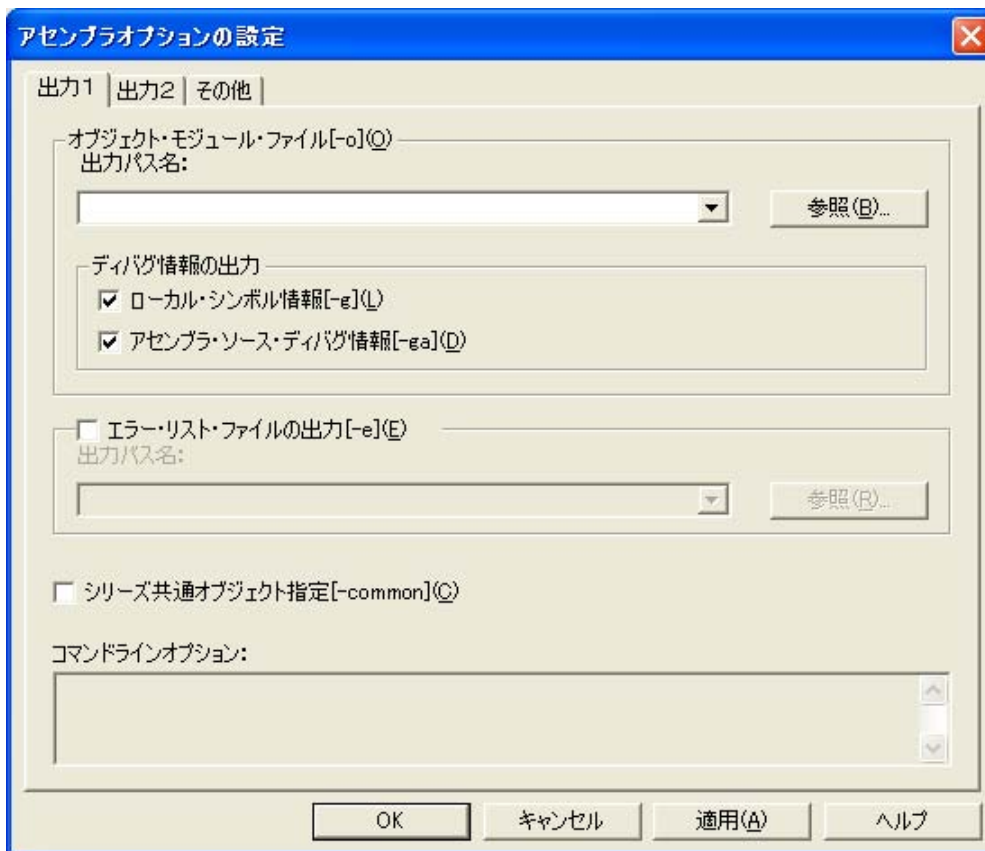 アセンブラオプションの設定
出力1 出力2 その他
オブジェクト・モジュール・ファイル[-o](O)
出力パス名:
参照(B)...
ディバグ情報の出力
ローカル・シンボル情報[-g](L)
アセンブラ・ソース・ディバグ情報[-ga](D)
エラー・リスト・ファイルの出力[-e](E)
出力パス名:
参照(R)...
シリーズ共通オブジェクト指定[-common](C)
コマンドラインオプション:
OK キャンセル 適用(A) ヘルプ